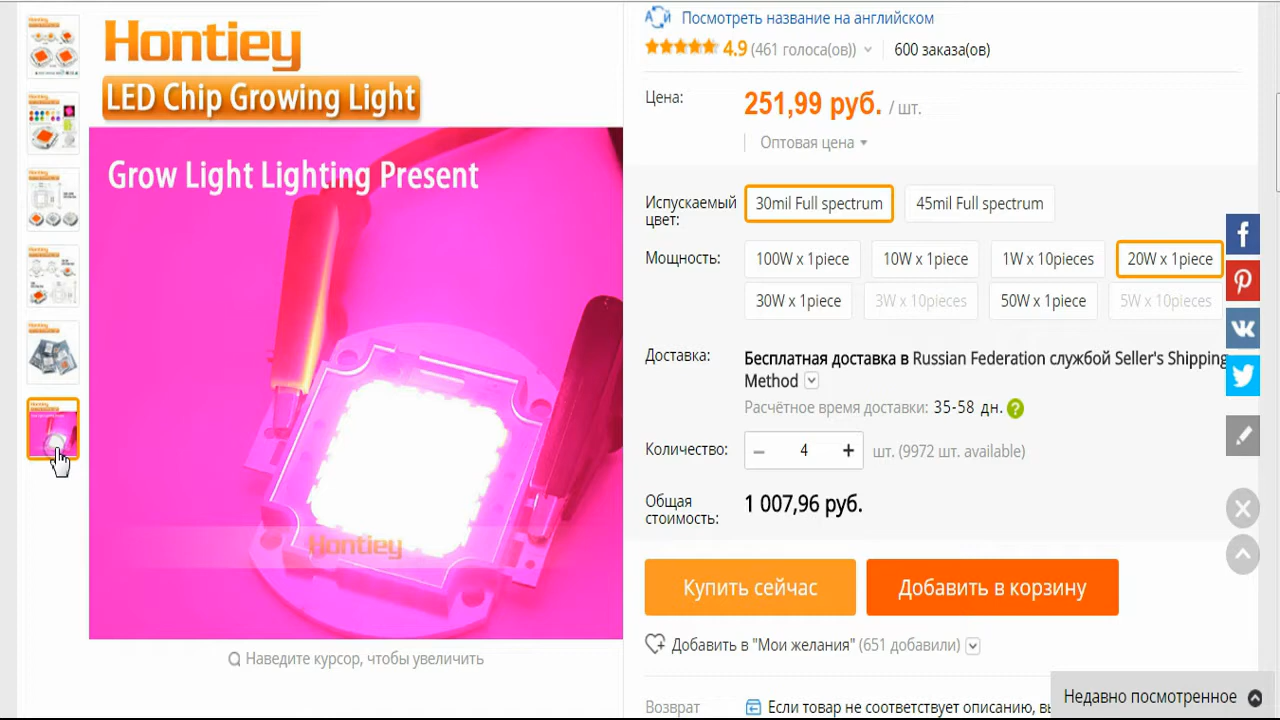 Hontiey
LED Chip Growing Light
Grow Light Lighting Present
Hontiey
Наведите курсор, чтобы увеличить
Посмотреть название на английском
4.9 (461 голоса(ов)) 600 заказа(ов)
Цена: 251,99 руб. / шт.
Оптовая цена
Испускаемый цвет: 30mil Full spectrum 45mil Full spectrum
Мощность: 100W x 1piece 10W x 1piece 1W x 10pieces 20W x 1piece
30W x 1piece 3W x 10pieces 50W x 1piece 5W x 10pieces
Доставка: Бесплатная доставка в Russian Federation службой Seller's Shipping
Method
Расчётное время доставки: 35-58 дн. ?
Количество: − 4 + шт. (9972 шт. available)
Общая стоимость: 1 007,96 руб.
Купить сейчас Добавить в корзину
Добавить в "Мои желания" (651 добавили)
Возврат Если товар не соответствует описанию, вы
Недавно посмотренное